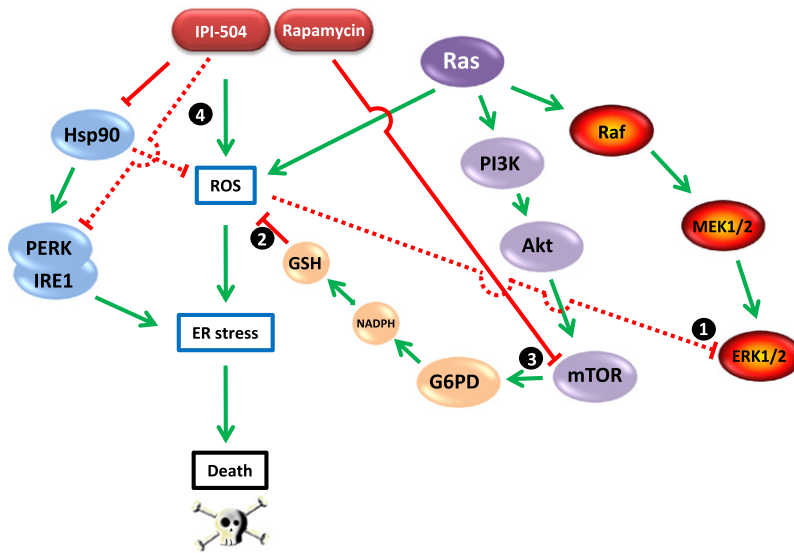 IPI-504
Rapamycin
Ras
4
Hsp90
Raf
PI3K
ROS
PERK
IRE1
2
GSH
Akt
MEK1/2
NADPH
ER stress
1
3
G6PD
mTOR
ERK1/2
Death